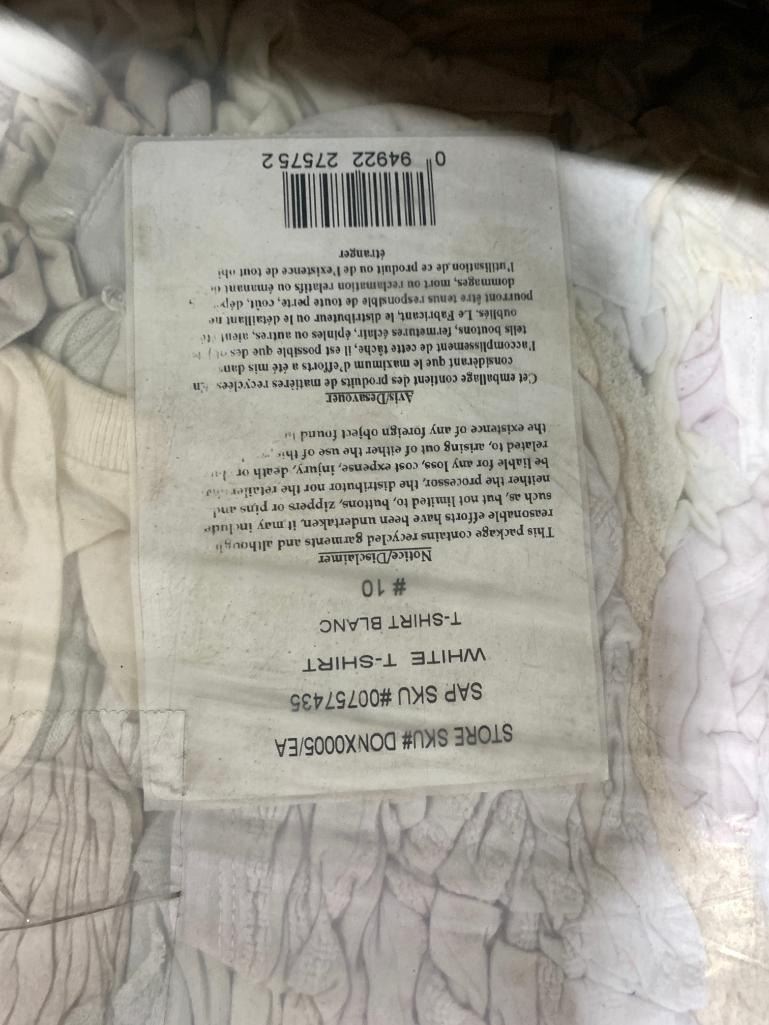 STORE SKU# DONX0005/EA
SAP SKU #00757435
WHITE T-SHIRT
T-SHIRT BLANC
# 10
Notice/Disclaimer
This package contains recycled garments and although
reasonable efforts have been undertaken, it may include
such as, but not limited to, buttons, zippers or pins and
neither the processor, the distributor nor the retailer
be liable for any loss, cost expense, injury, death or
related to, arising out of either the use of this
the existence of any foreign object found
Avis/Desavouer
Cet emballage contient des produits de matières recyclées
considérant que le maximum d'efforts a été mis dans
l'accomplissement de cette tâche, il est possible que des
tels boutons, fermetures éclair, épinles ou autres, aient été
oubliés. Le Fabricant, le distributeur ou le détaillant ne
pourront être tenus responsible de toute perte, coût,
dommages, mort ou reclamation relatifs ou émanant
l'utilisation de ce produit ou de l'existence de tout
étranger
0 94922 27575 2